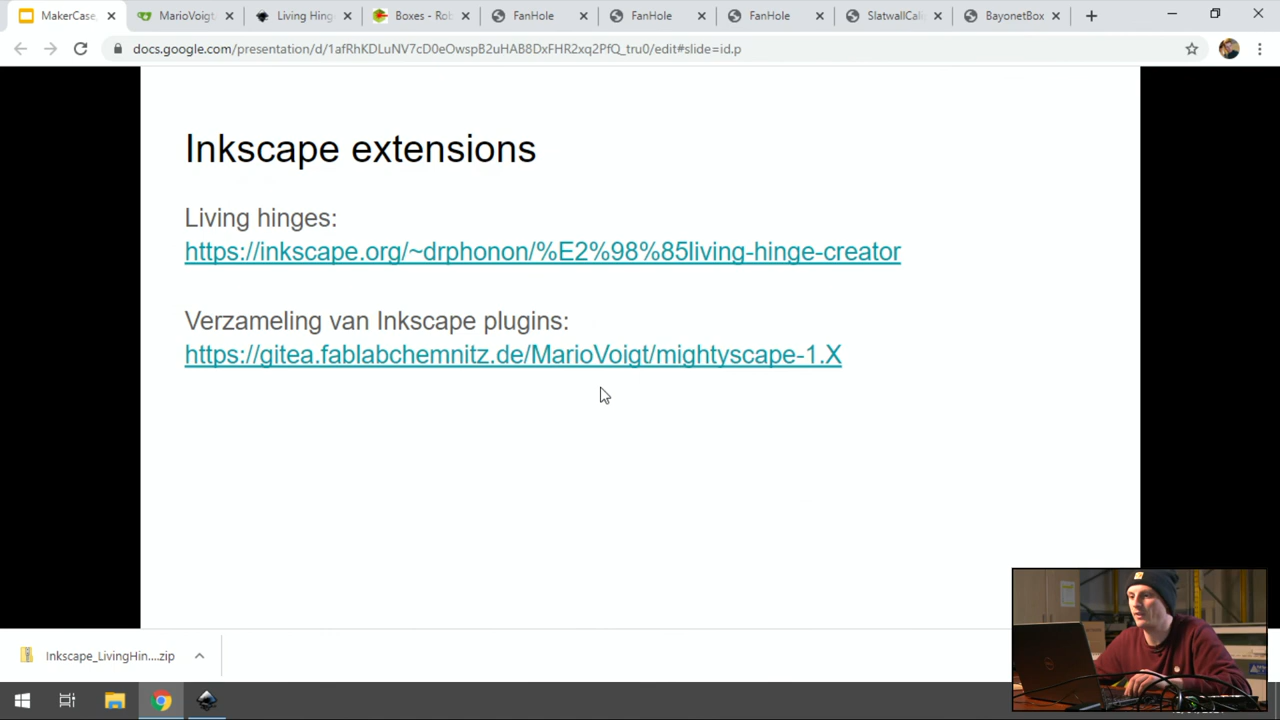 MakerCase
MarioVoigt
Living Hing
Boxes - Rob
FanHole
FanHole
FanHole
SlatwallCal
BayonetBox
docs.google.com/presentation/d/1afRhKDLuNV7cD0eOwspB2uHAB8DxFHR2xq2PfQ_tru0/edit#slide=id.p
Inkscape extensions
Living hinges:
https://inkscape.org/~drphonon/%E2%98%85living-hinge-creator
Verzameling van Inkscape plugins:
https://gitea.fablabchemnitz.de/MarioVoigt/mightyscape-1.X
Inkscape_LivingHin....zip